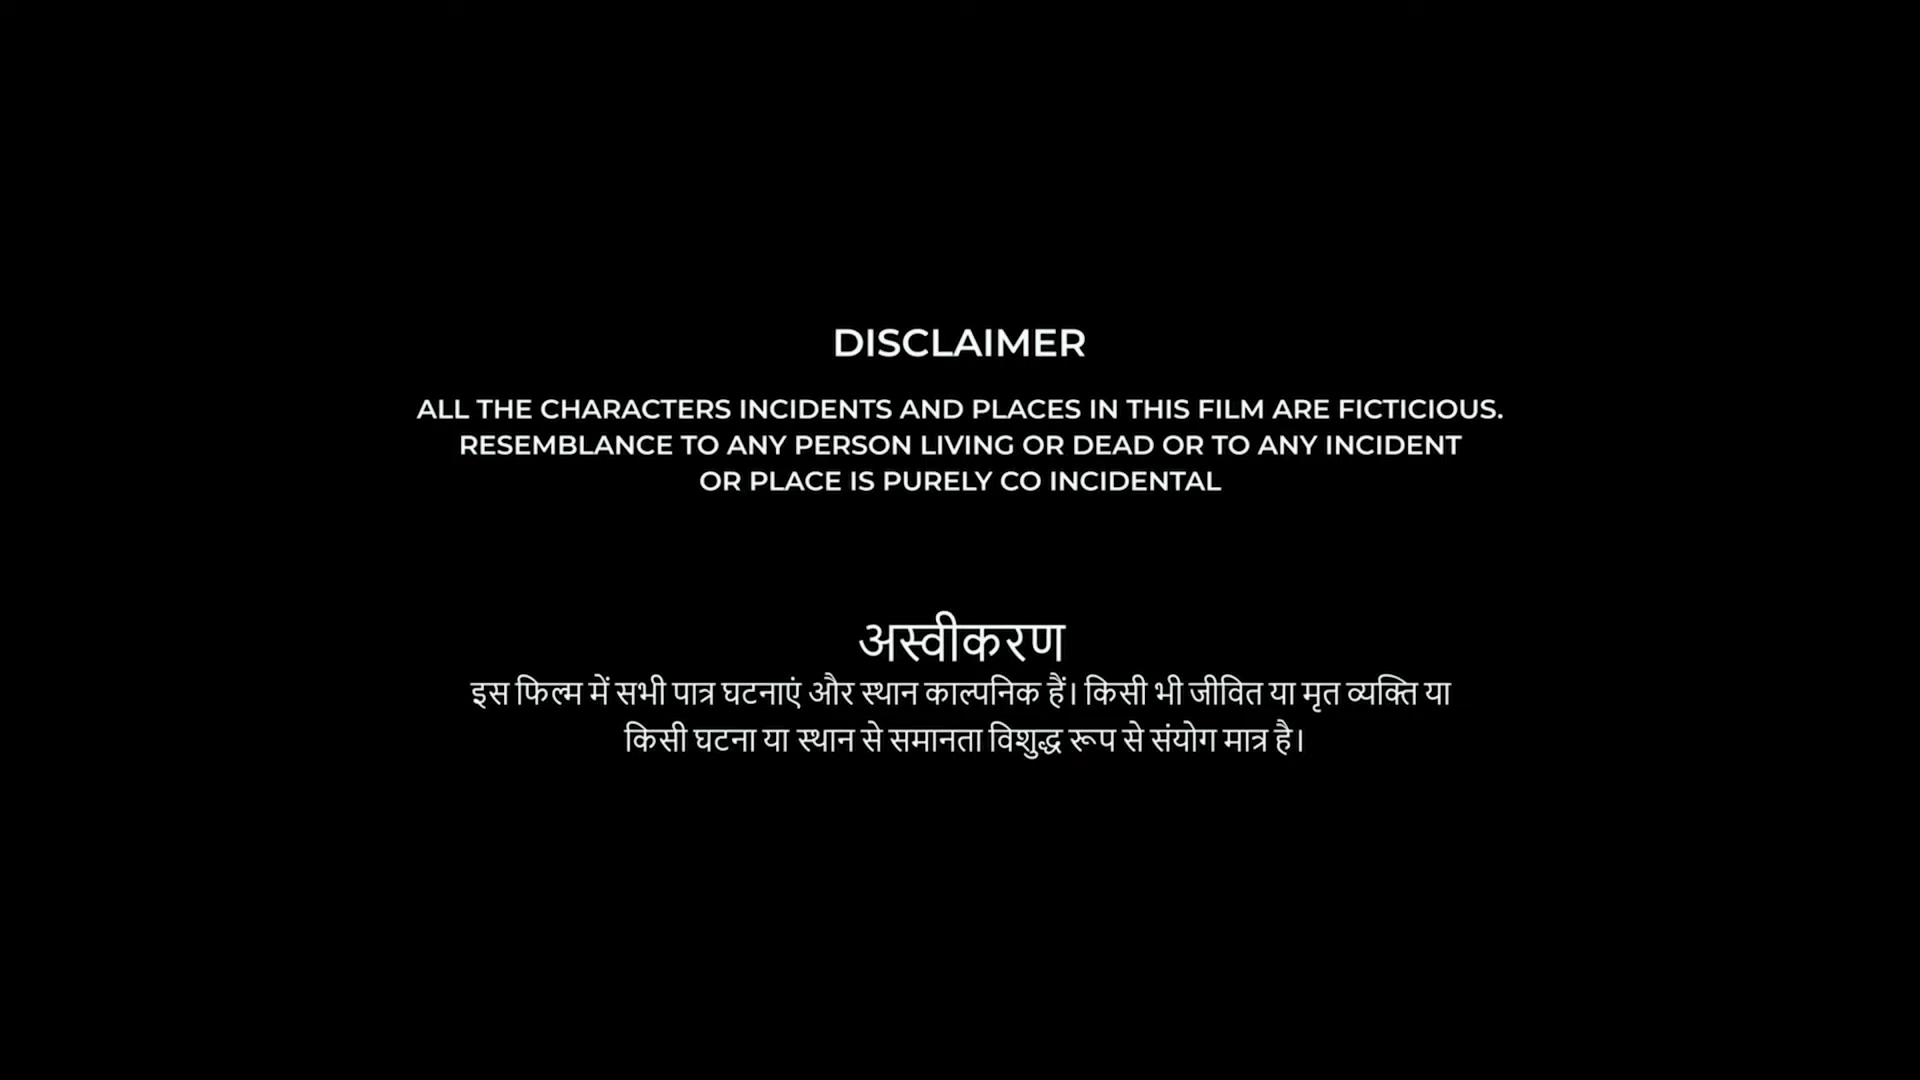 DISCLAIMER
ALL THE CHARACTERS INCIDENTS AND PLACES IN THIS FILM ARE FICTICIOUS.
RESEMBLANCE TO ANY PERSON LIVING OR DEAD OR TO ANY INCIDENT
OR PLACE IS PURELY CO INCIDENTAL
अस्वीकरण
इस फिल्म में सभी पात्र घटनाएं और स्थान काल्पनिक हैं। किसी भी जीवित या मृत व्यक्ति या
किसी घटना या स्थान से समानता विशुद्ध रूप से संयोग मात्र है।